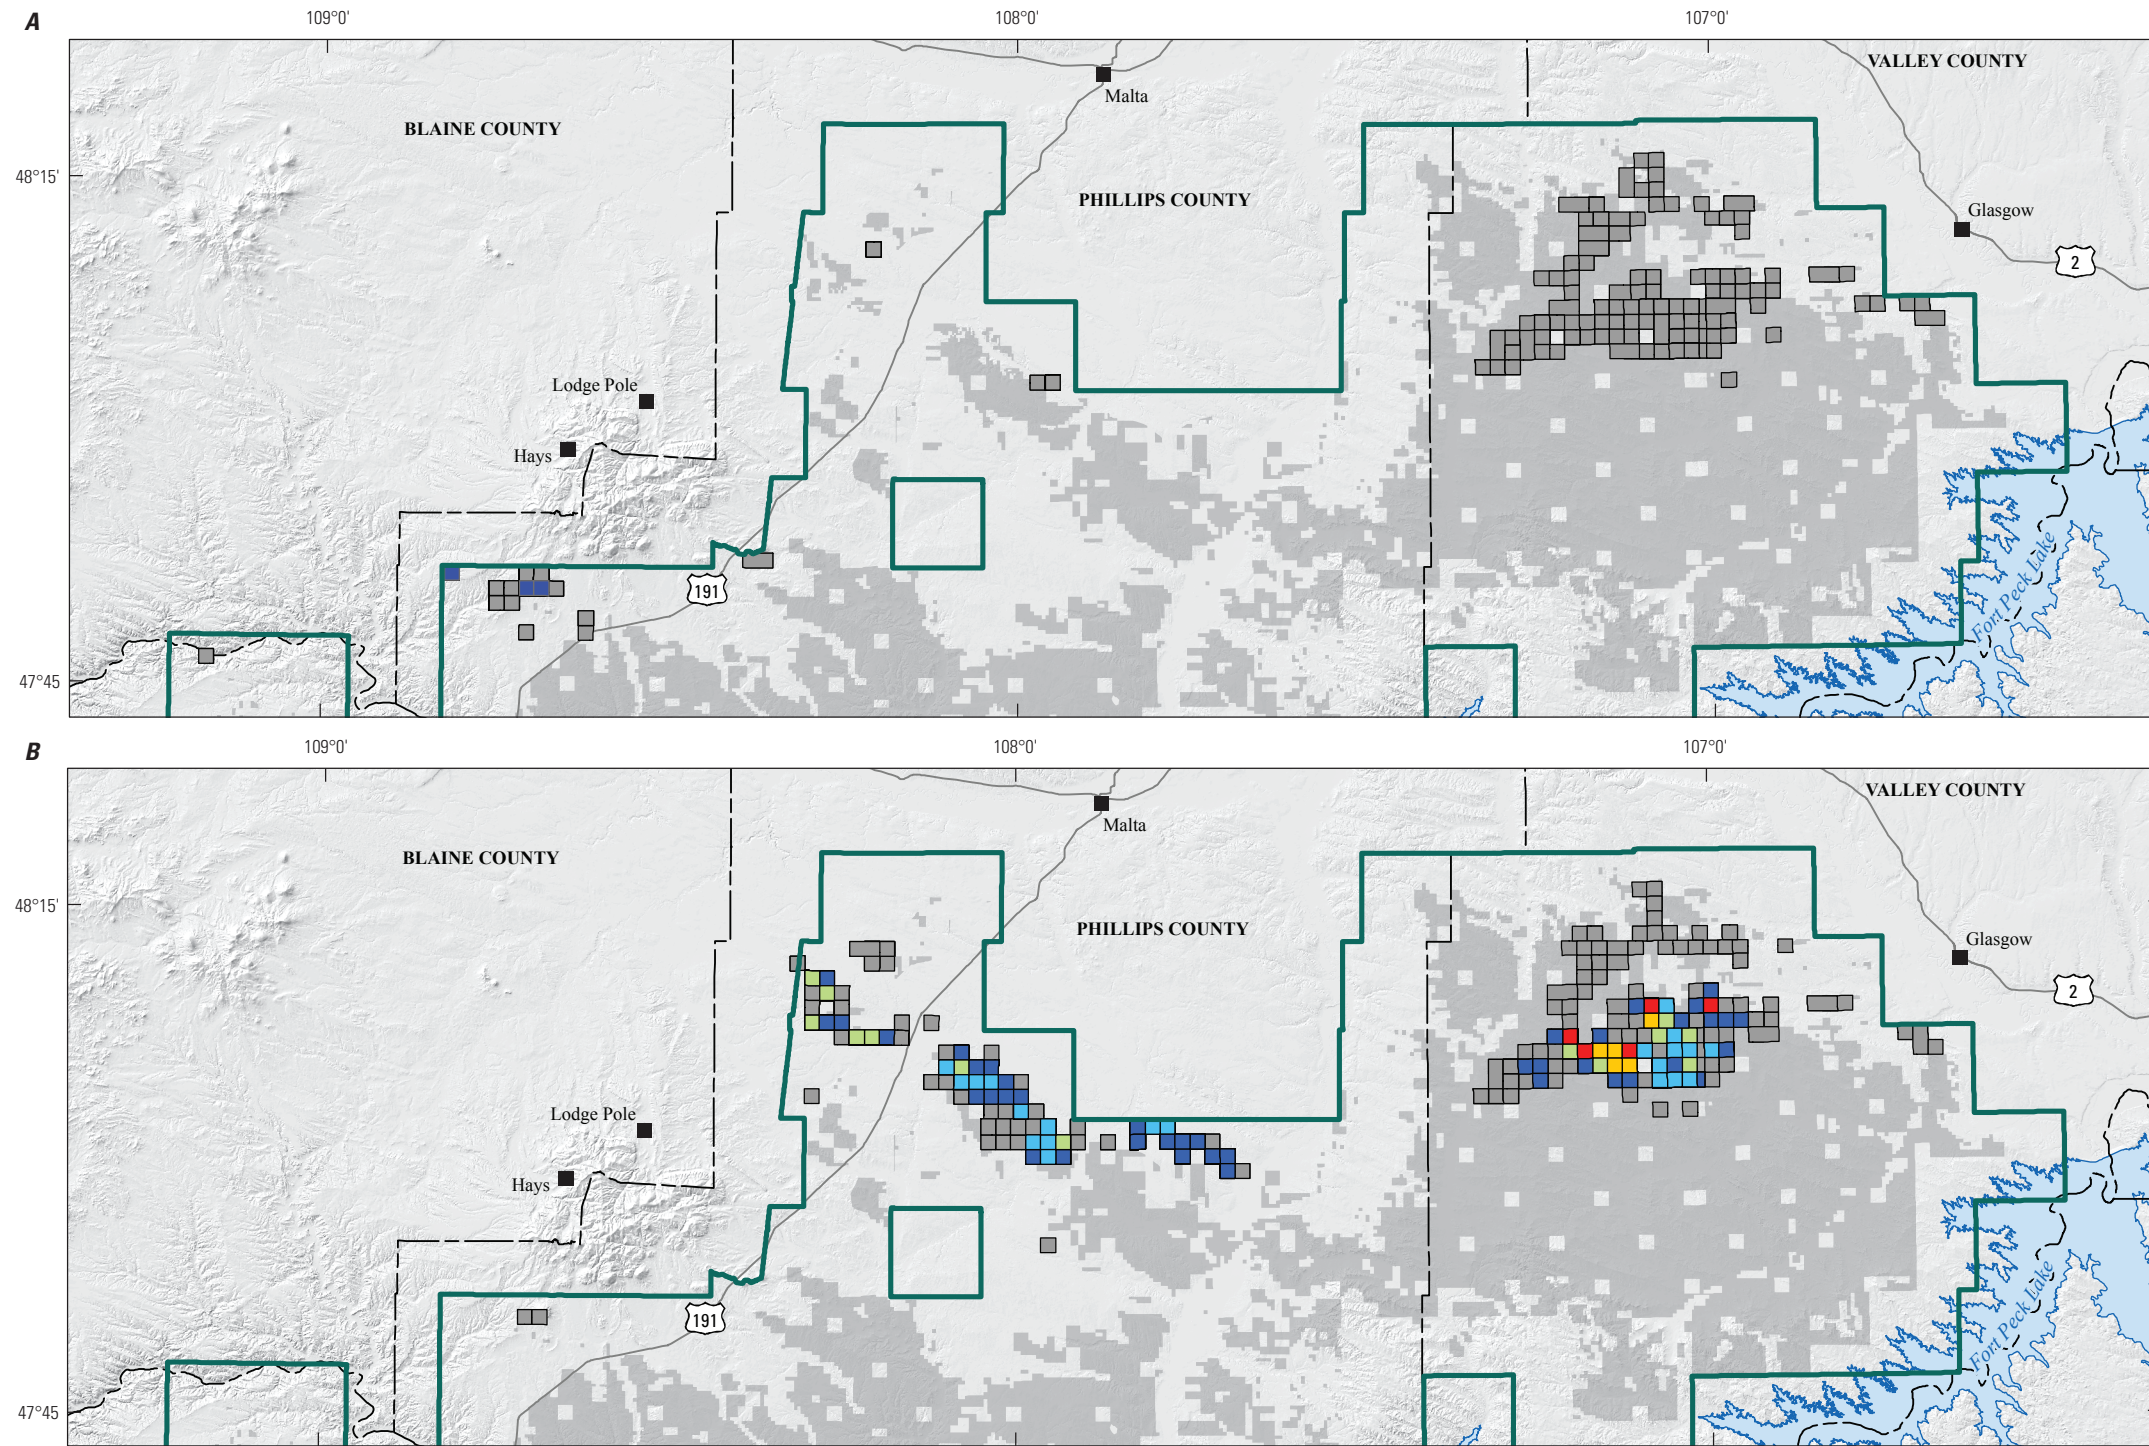 A
109°0'
108°0'
107°0'
VALLEY COUNTY
Malta
BLAINE COUNTY
48°15'
PHILLIPS COUNTY
Glasgow
2
Lodge Pole
Hays
191
Fort Peck Lake
47°45
B
109°0'
108°0'
107°0'
VALLEY COUNTY
Malta
BLAINE COUNTY
48°15'
PHILLIPS COUNTY
Glasgow
2
Lodge Pole
Hays
191
Fort Peck Lake
47°45